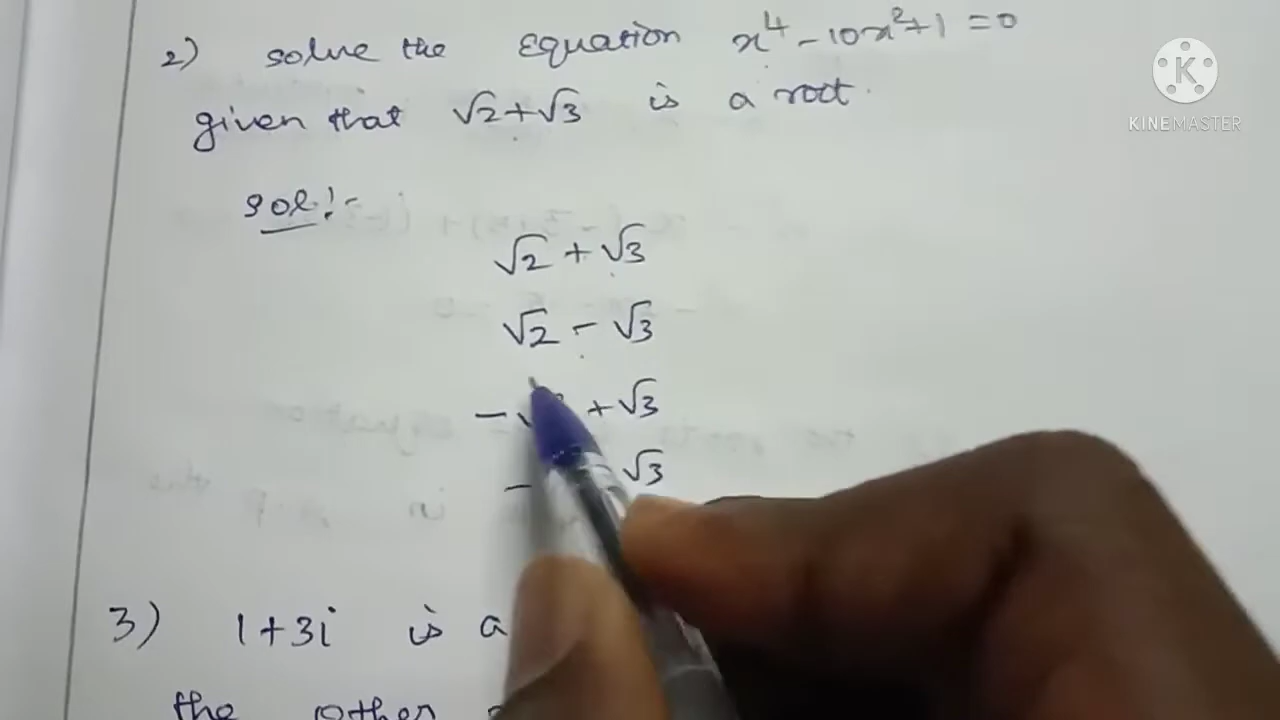 2) solve the Equation x⁴ - 10x² + 1 = 0
given that √2 + √3 is a root.
Sol:-
√2 + √3
√2 - √3
- + √3
- √3
3) 1 + 3i is a
the other
KINEMASTER